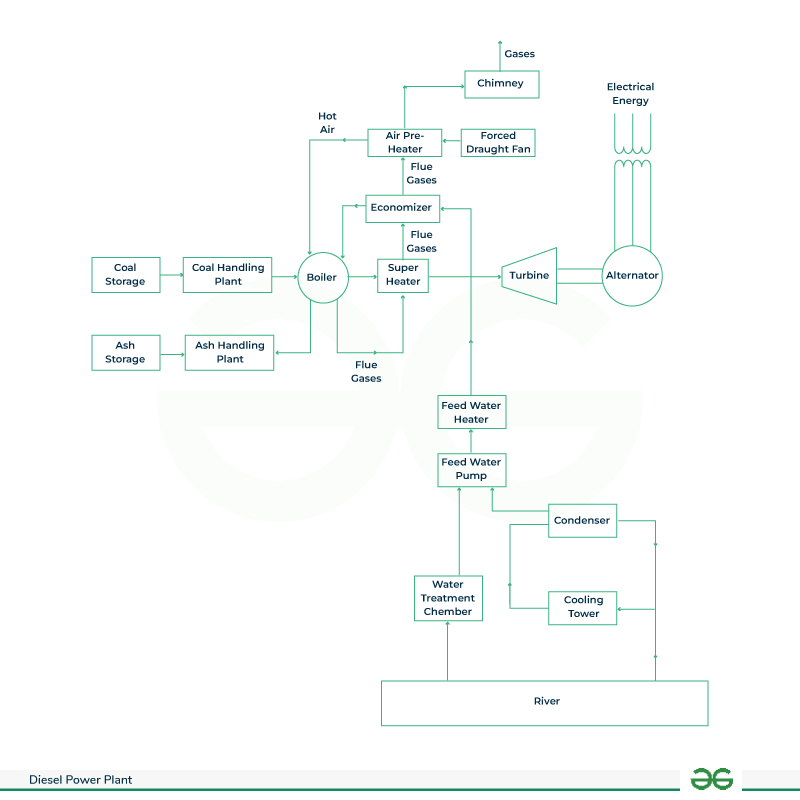 Gases
Chimney
Electrical
Energy
Hot
Air
Air Pre-
Heater
Forced
Draught Fan
Flue
Gases
Economizer
Flue
Gases
Coal
Storage
Coal Handling
Plant
Boiler
Super
Heater
Turbine
Alternator
Ash
Storage
Ash Handling
Plant
Flue
Gases
Feed Water
Heater
Feed Water
Pump
Condenser
Water
Treatment
Chember
Cooling
Tower
River
Diesel Power Plant